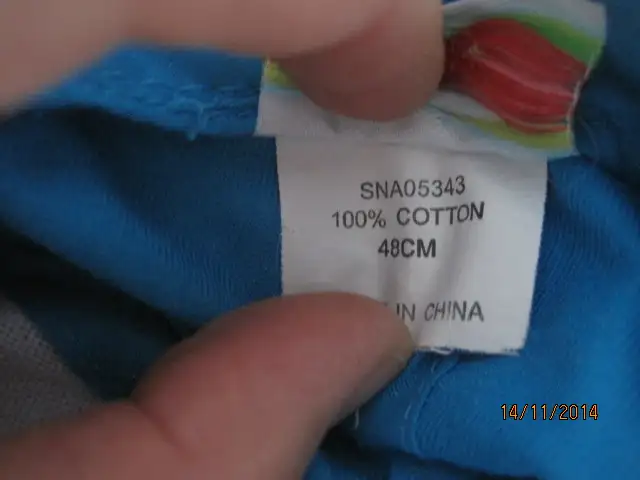 SNA05343
100% COTTON
48CM
IN CHINA
14/11/2014